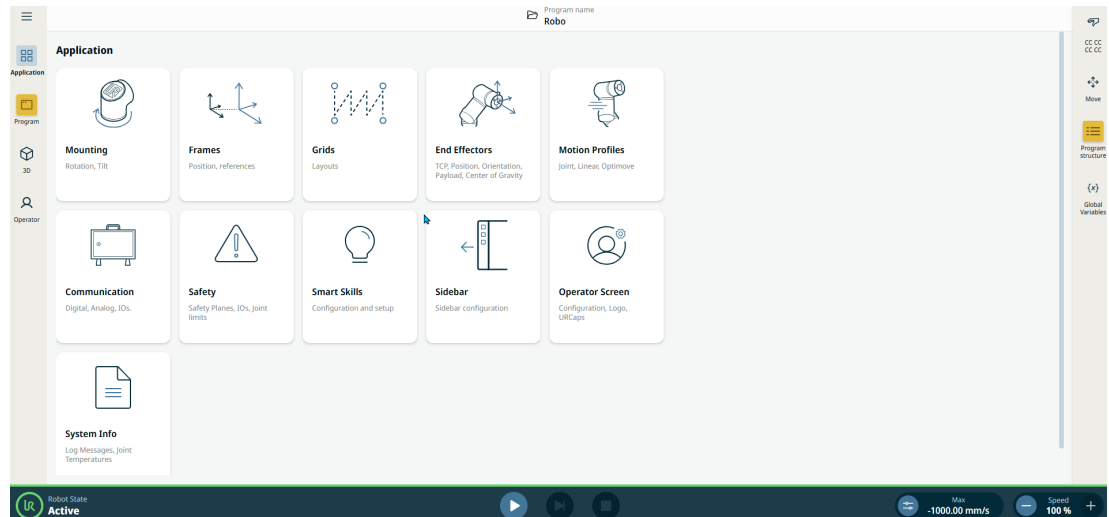 Program name
Robo
Application
Application
Program
3D
Operator
Mounting
Rotation, Tilt
Frames
Position, references
Grids
Layouts
End Effectors
TCP, Position, Orientation,
Payload, Center of Gravity
Motion Profiles
Joint, Linear, Optimove
Communication
Digital, Analog, IOs.
Safety
Safety Planes, IOs, Joint
limits
Smart Skills
Configuration and setup
Sidebar
Sidebar configuration
Operator Screen
Configuration, Logo,
URCaps
System Info
Log Messages, Joint
Temperatures
CC CC
CC CC
Move
Program
structure
{x}
Global
Variables
UR
Robot State
Active
Max
-1000.00 mm/s
Speed
100 %